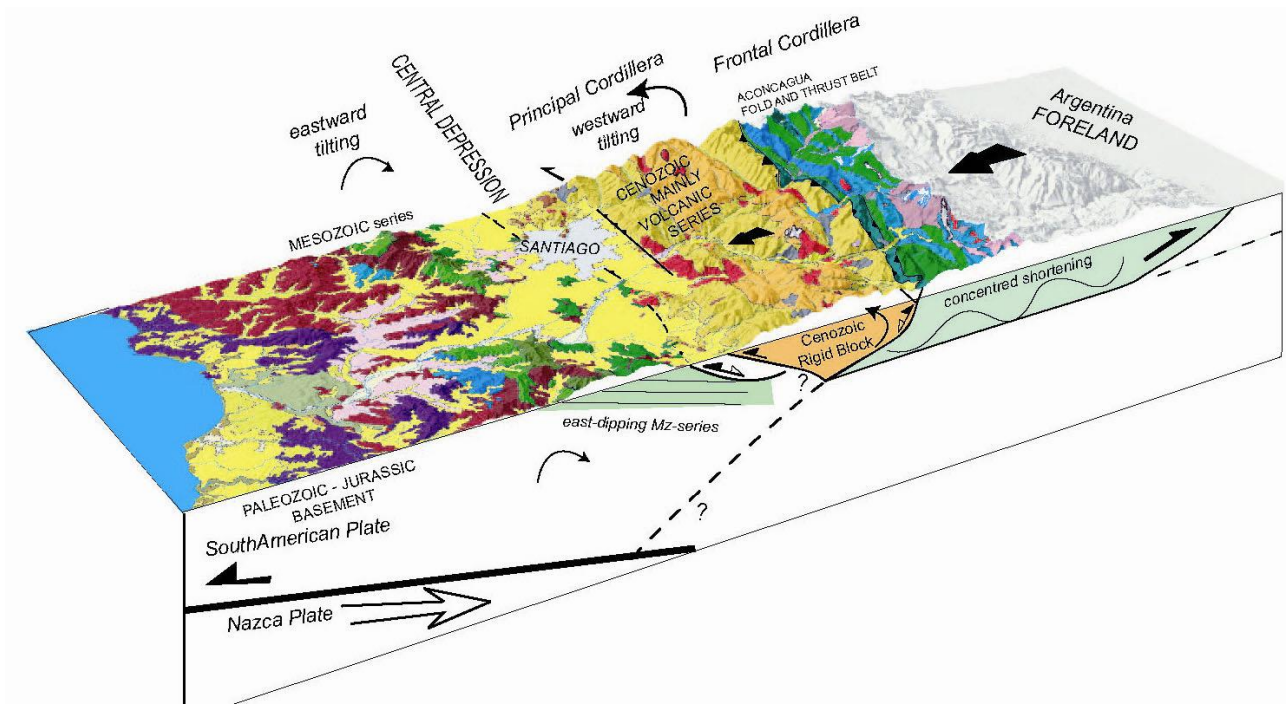 Frontal Cordillera
Principal Cordillera
CENTRAL DEPRESSION
eastward
tilting
westward
tilting
ACONCAGUA
FOLD AND THRUST BELT
Argentina
FORELAND
MESOZOIC series
SANTIAGO
CENOZOIC
MAINLY
VOLCANIC
SERIES
concentred shortening
Cenozoic
Rigid Block
?
east-dipping Mz-series
PALEOZOIC - JURASSIC
BASEMENT
?
SouthAmerican Plate
Nazca Plate